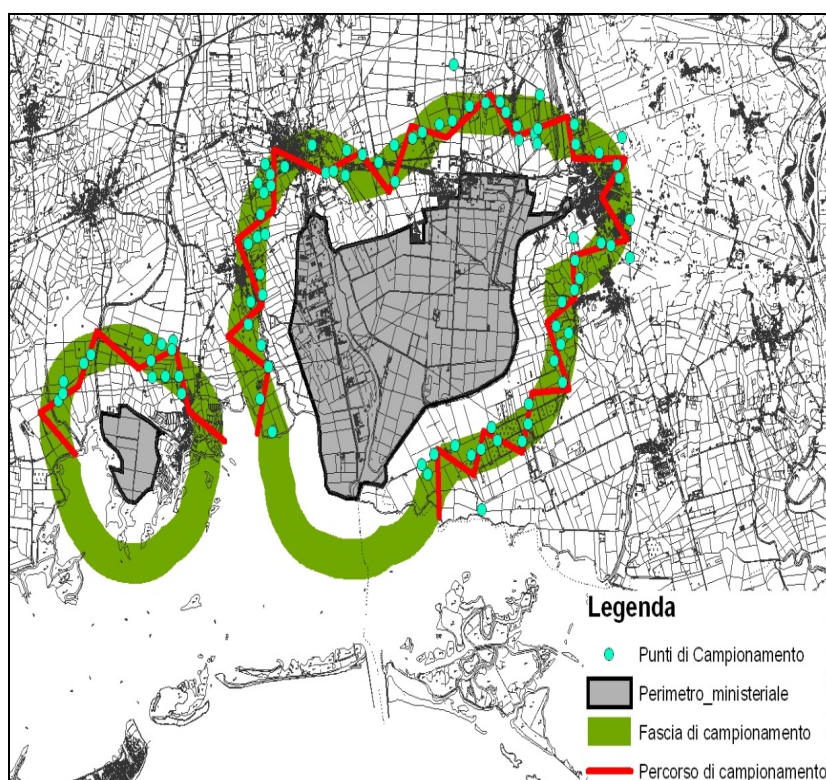 Legenda
Punti di Campionamento
Perimetro_ministeriale
Fascia di campionamento
Percorso di campionamento